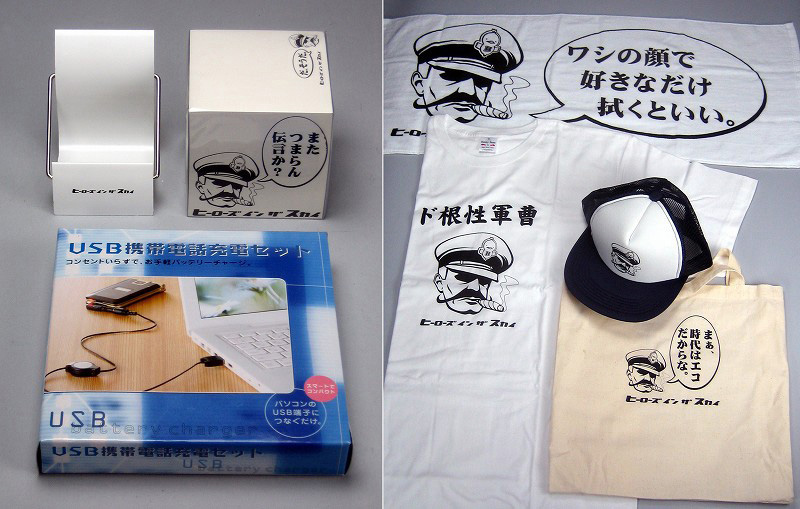 ヒーローズ イン ザ スカイ
だ、そうだ。
また
つまらん
伝言か?
ヒーローズ イン ザ スカイ
USB携帯電話充電セット
コンセントいらずで、お手軽バッテリーチャージ。
スマートで
コンパクト
パソコンの
USB端子に
つなぐだけ。
USB
battery charger
USB携帯電話充電セット
USB
battery charger
ワシの顔で
好きなだけ
拭くといい。
ド根性軍曹
ヒーローズ イン ザ スカイ
まぁ、
時代はエコ
だからな。
ヒーローズ イン ザ スカイ